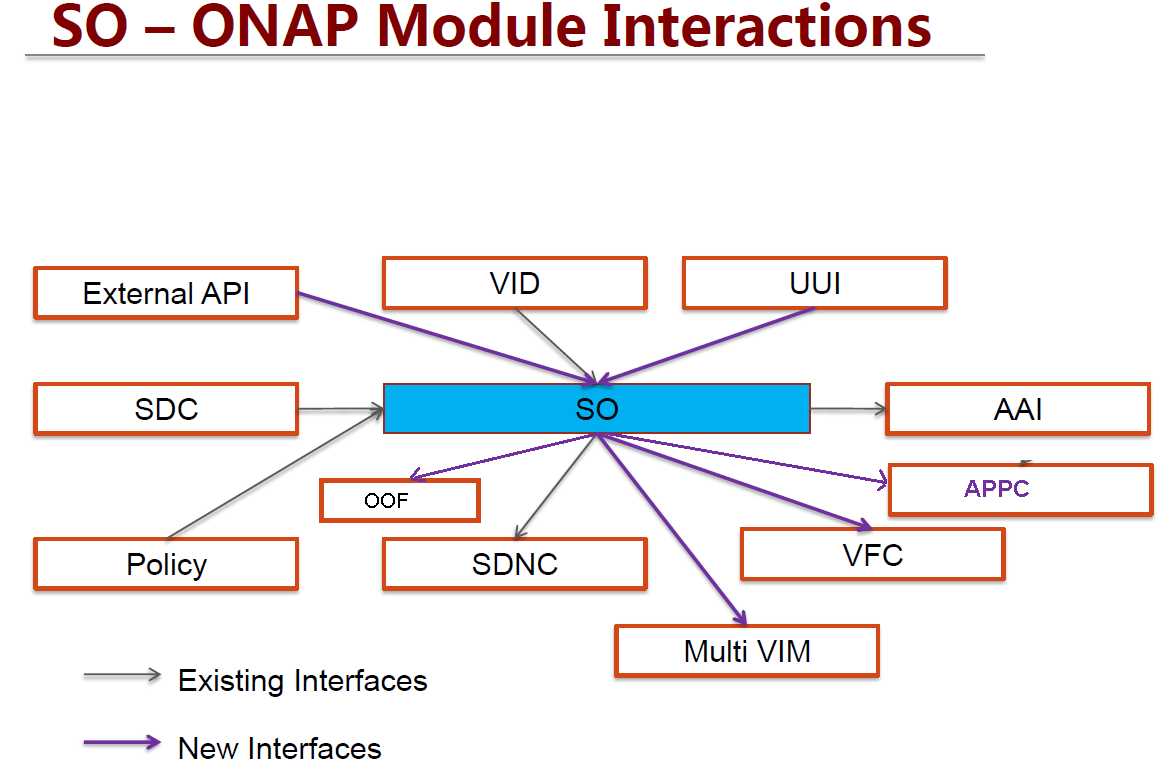 SO – ONAP Module Interactions
External API
VID
UUI
SDC
SO
AAI
OOF
APPC
Policy
SDNC
VFC
Multi VIM
Existing Interfaces
New Interfaces